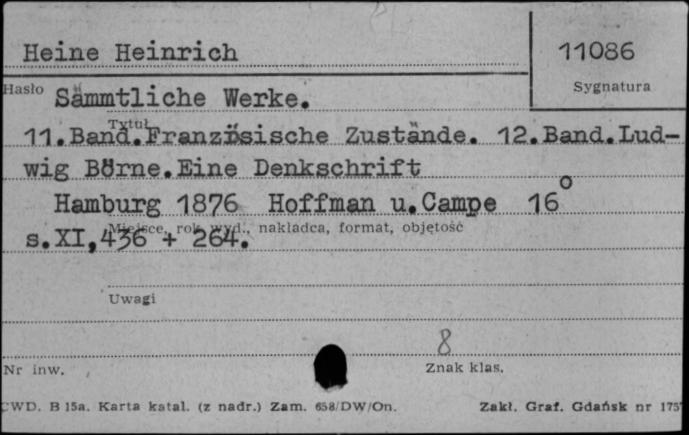 Heine Heinrich
11086
Hasło
Sygnatura
Sämmtliche Werke.
Tytuł
11.Band.Französische Zustände. 12.Band.Lud-
wig Börne.Eine Denkschrift
Hamburg 1876 Hoffman u.Campe 16°
Miejsce, rok wyd., nakładca, format, objętość
s.XI,436 + 264.
Uwagi
8
Nr inw.
Znak klas.
CWD. B 15a. Karta katal. (z nadr.) Zam. 658/DW/On.
Zakł. Graf. Gdańsk nr 175